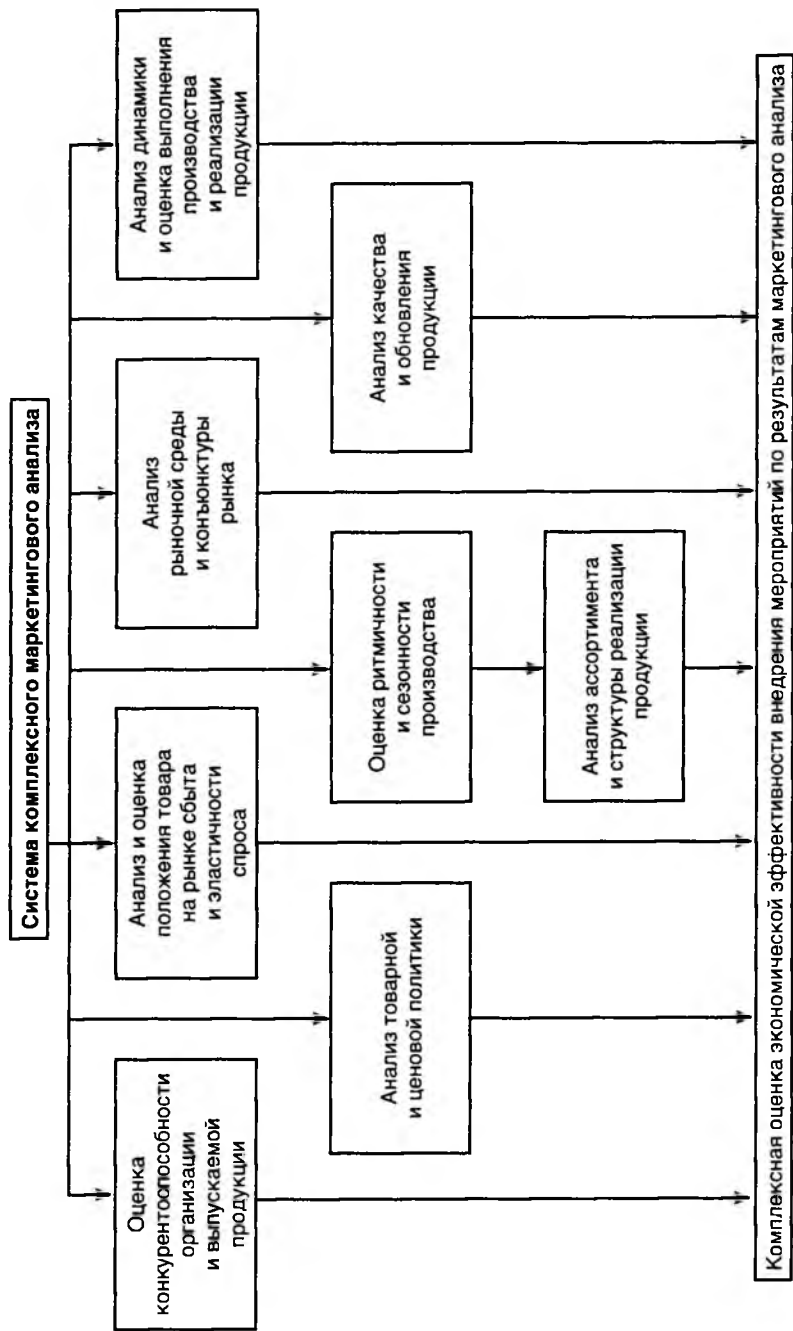 Система комплексного маркетингового анализа
Оценка
конкурентоспособности
организации
и выпускаемой
продукции
Анализ и оценка
положения товара
на рынке сбыта
и эластичности
спроса
Анализ
рыночной среды
и конъюнктуры
рынка
Анализ динамики
и оценка выполнения
производства
и реализации
продукции
Анализ товарной
и ценовой политики
Оценка ритмичности
и сезонности
производства
Анализ качества
и обновления
продукции
Анализ ассортимента
и структуры реализации
продукции
Комплексная оценка экономической эффективности внедрения мероприятий по результатам маркетингового анализа